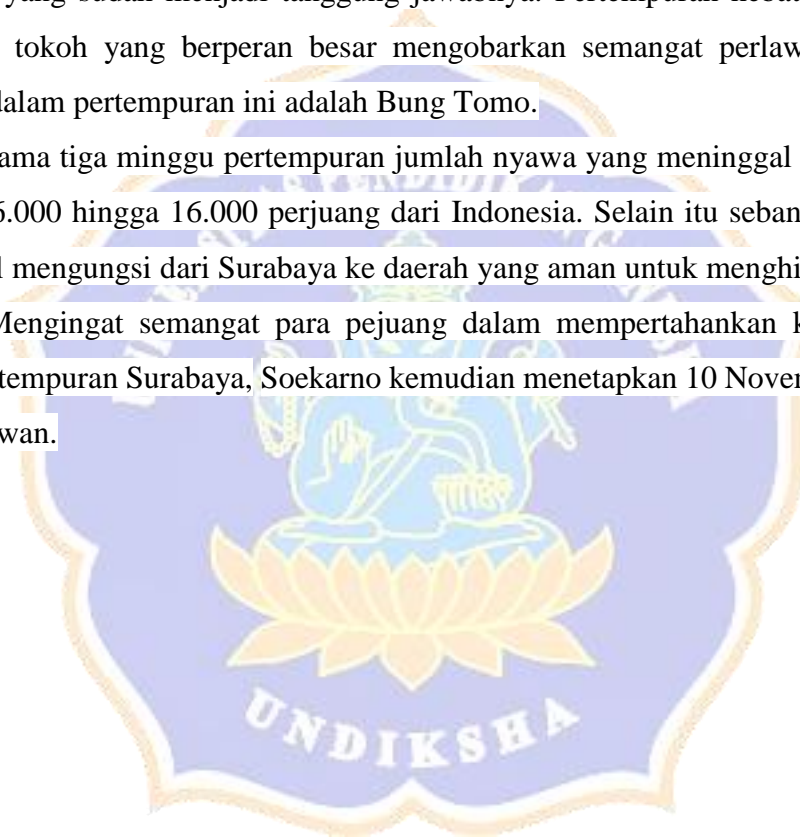 yang sudah menjadi tanggung jawabnya. Pertempuran hebat
tokoh yang berperan besar mengobarkan semangat perlaw
dalam pertempuran ini adalah Bung Tomo.
ama tiga minggu pertempuran jumlah nyawa yang meninggal
6.000 hingga 16.000 perjuang dari Indonesia. Selain itu seban
l mengungsi dari Surabaya ke daerah yang aman untuk menghi
Mengingat semangat para pejuang dalam mempertahankan k
tempuran Surabaya, Soekarno kemudian menetapkan 10 Nover
wan.
UNDIKSHA